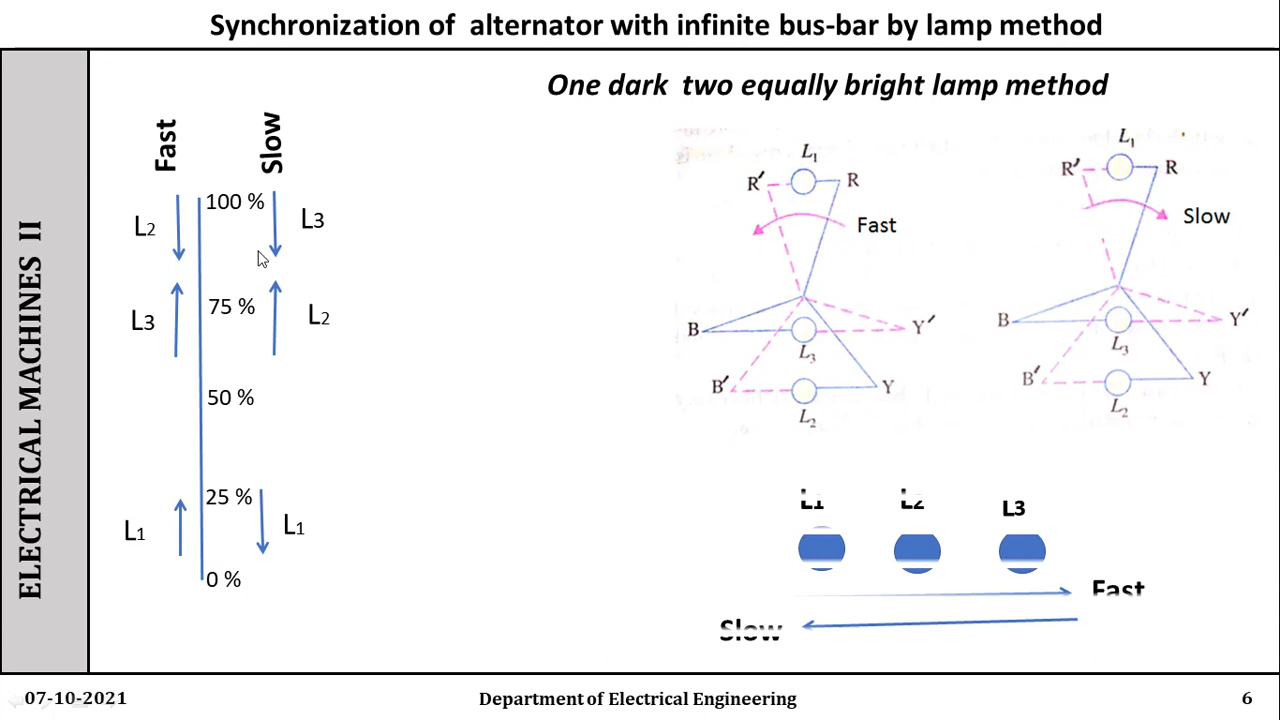 Synchronization of alternator with infinite bus-bar by lamp method
ELECTRICAL MACHINES II
One dark two equally bright lamp method
Fast
Slow
100 %
L2
L3
75 %
L3
L2
50 %
25 %
L1
L1
0 %
L1
R′
R
Fast
B
Y′
L3
B′
Y
L2
L1
R′
R
Slow
B
Y′
L3
B′
Y
L2
L1
L2
L3
Fast
Slow
07-10-2021
Department of Electrical Engineering
6